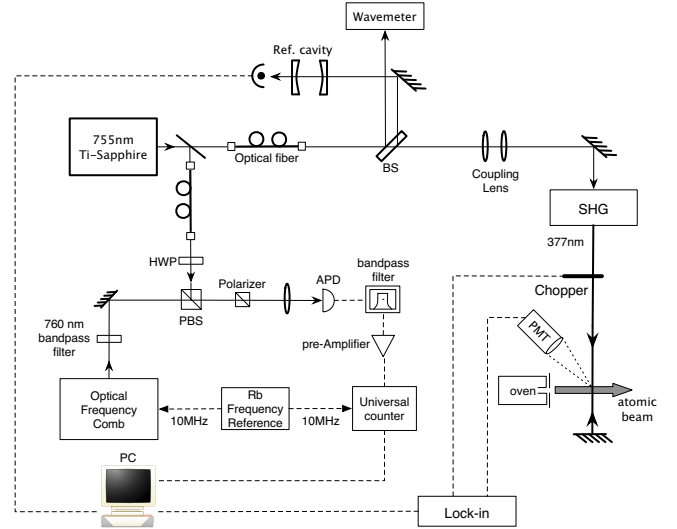 Wavemeter
Ref. cavity
755nm
Ti-Sapphire
Optical fiber
BS
Coupling
Lens
SHG
377nm
HWP
Chopper
Polarizer
APD
bandpass
filter
PBS
760 nm
bandpass
filter
pre-Amplifier
PMT
oven
atomic
beam
Optical
Frequency
Comb
10MHz
Rb
Frequency
Reference
10MHz
Universal
counter
PC
Lock-in